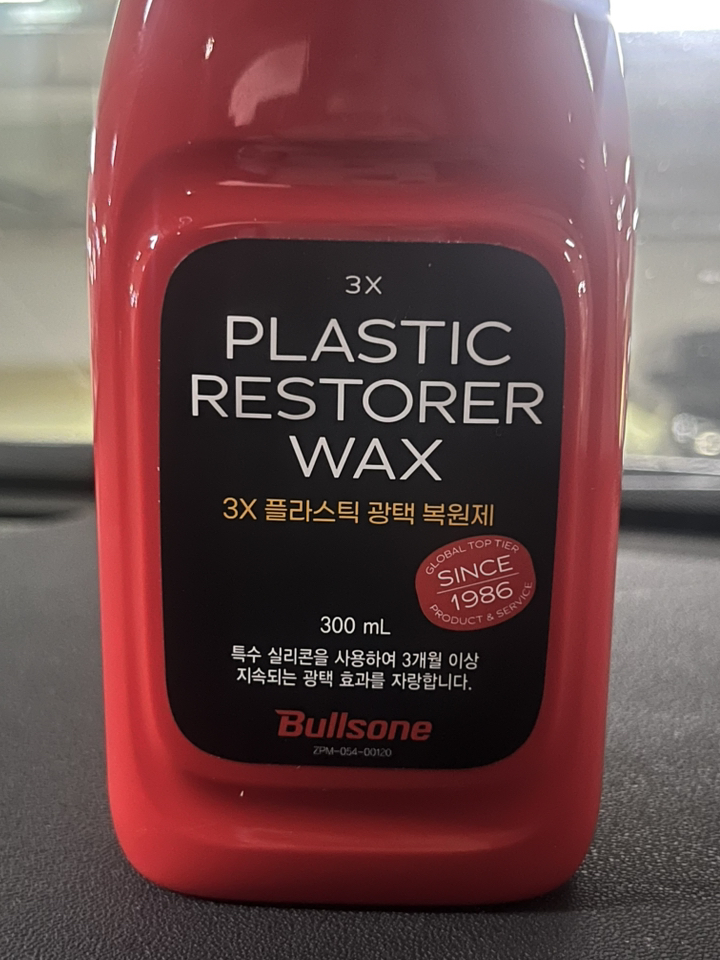 3X
PLASTIC
RESTORER
WAX
3X 플라스틱 광택 복원제
GLOBAL TOP TIER
SINCE
1986
PRODUCT & SERVICE
300 mL
특수 실리콘을 사용하여 3개월 이상
지속되는 광택 효과를 자랑합니다.
Bullsone
ZPM-054-00120